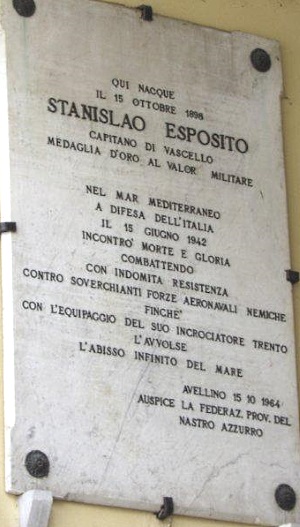 QUI NACQUE
IL 15 OTTOBRE 1898
STANISLAO ESPOSITO
CAPITANO DI VASCELLO
MEDAGLIA D'ORO AL VALOR MILITARE
NEL MAR MEDITERRANEO
A DIFESA DELL'ITALIA
IL 15 GIUGNO 1942
INCONTRO' MORTE E GLORIA
COMBATTENDO
CON INDOMITA RESISTENZA
CONTRO SOVERCHIANTI FORZE AERONAVALI NEMICHE
FINCHE'
CON L'EQUIPAGGIO DEL SUO INCROCIATORE TRENTO
L'AVVOLSE
L'ABISSO INFINITO DEL MARE
AVELLINO 15 10 1964
AUSPICE LA FEDERAZ. PROV. DEL
NASTRO AZZURRO